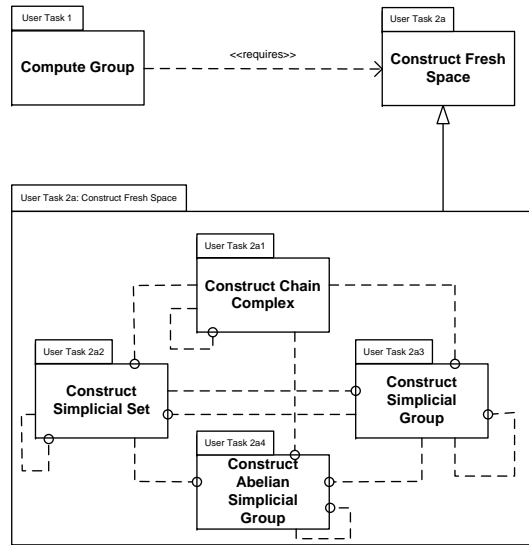 User Task 1
Compute Group
<<requires>>
User Task 2a
Construct Fresh
Space
User Task 2a: Construct Fresh Space
User Task 2a1
Construct Chain
Complex
User Task 2a2
Construct
Simplicial Set
User Task 2a3
Construct
Simplicial
Group
User Task 2a4
Construct
Abelian
Simplicial
Group